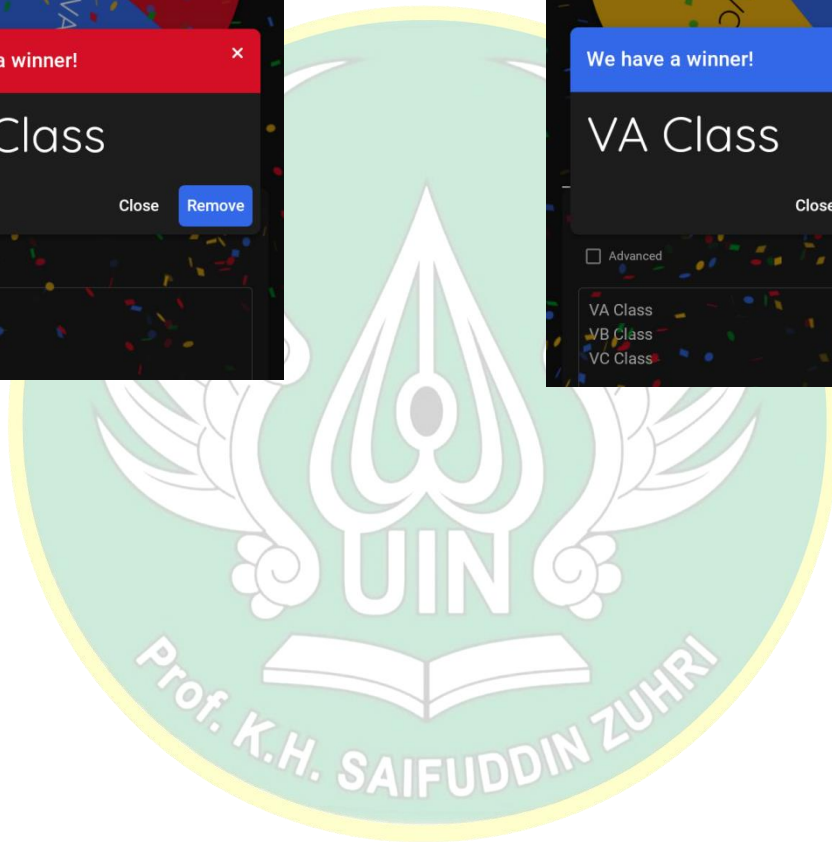 a winner!
Class
Close Remove
We have a winner!
VA Class
Close
Advanced
VA Class
VB Class
VC Class
UIN
Prof. K.H. SAIFUDDIN ZUHRI